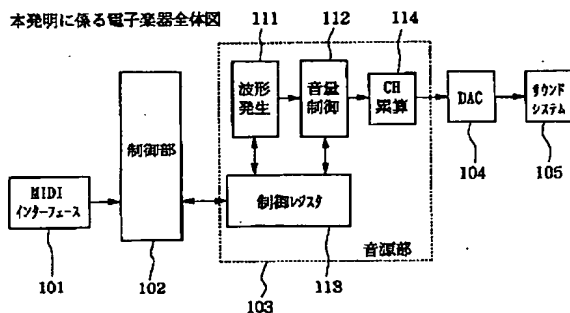 本発明に係る電子楽器全体図
111
112
114
波形
発生
音量
制御
CH
累算
DAC
サウンド
システム
104
105
制御部
制御レジスタ
MIDI
インターフェース
音源部
101
102
103
113